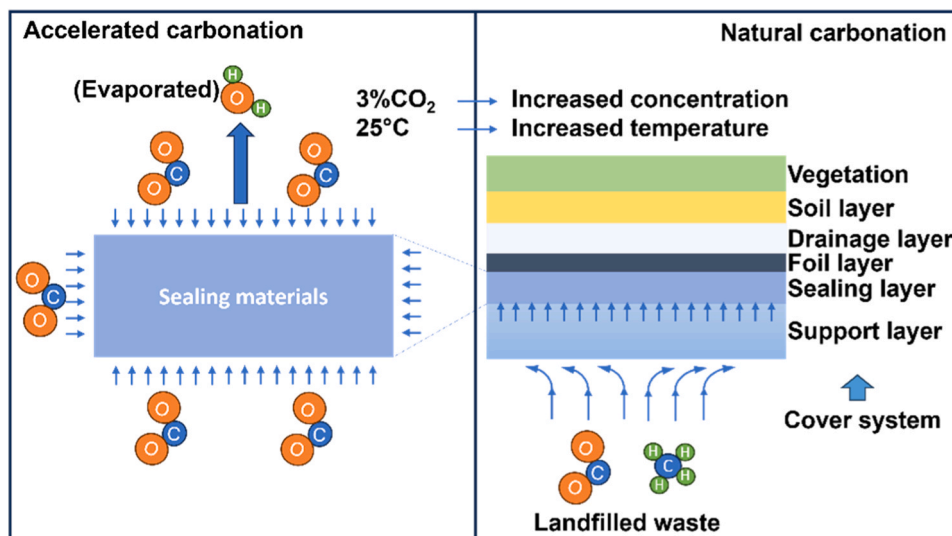 Accelerated carbonation
Natural carbonation
(Evaporated)
H
O
H
3%CO₂
Increased concentration
25°C
Increased temperature
O
C
O
O
C
O
Vegetation
Soil layer
Drainage layer
Foil layer
Sealing layer
Support layer
O
C
O
Sealing materials
O
C
O
O
C
O
Cover system
O
C
O
H
H
C
H
H
Landfilled waste